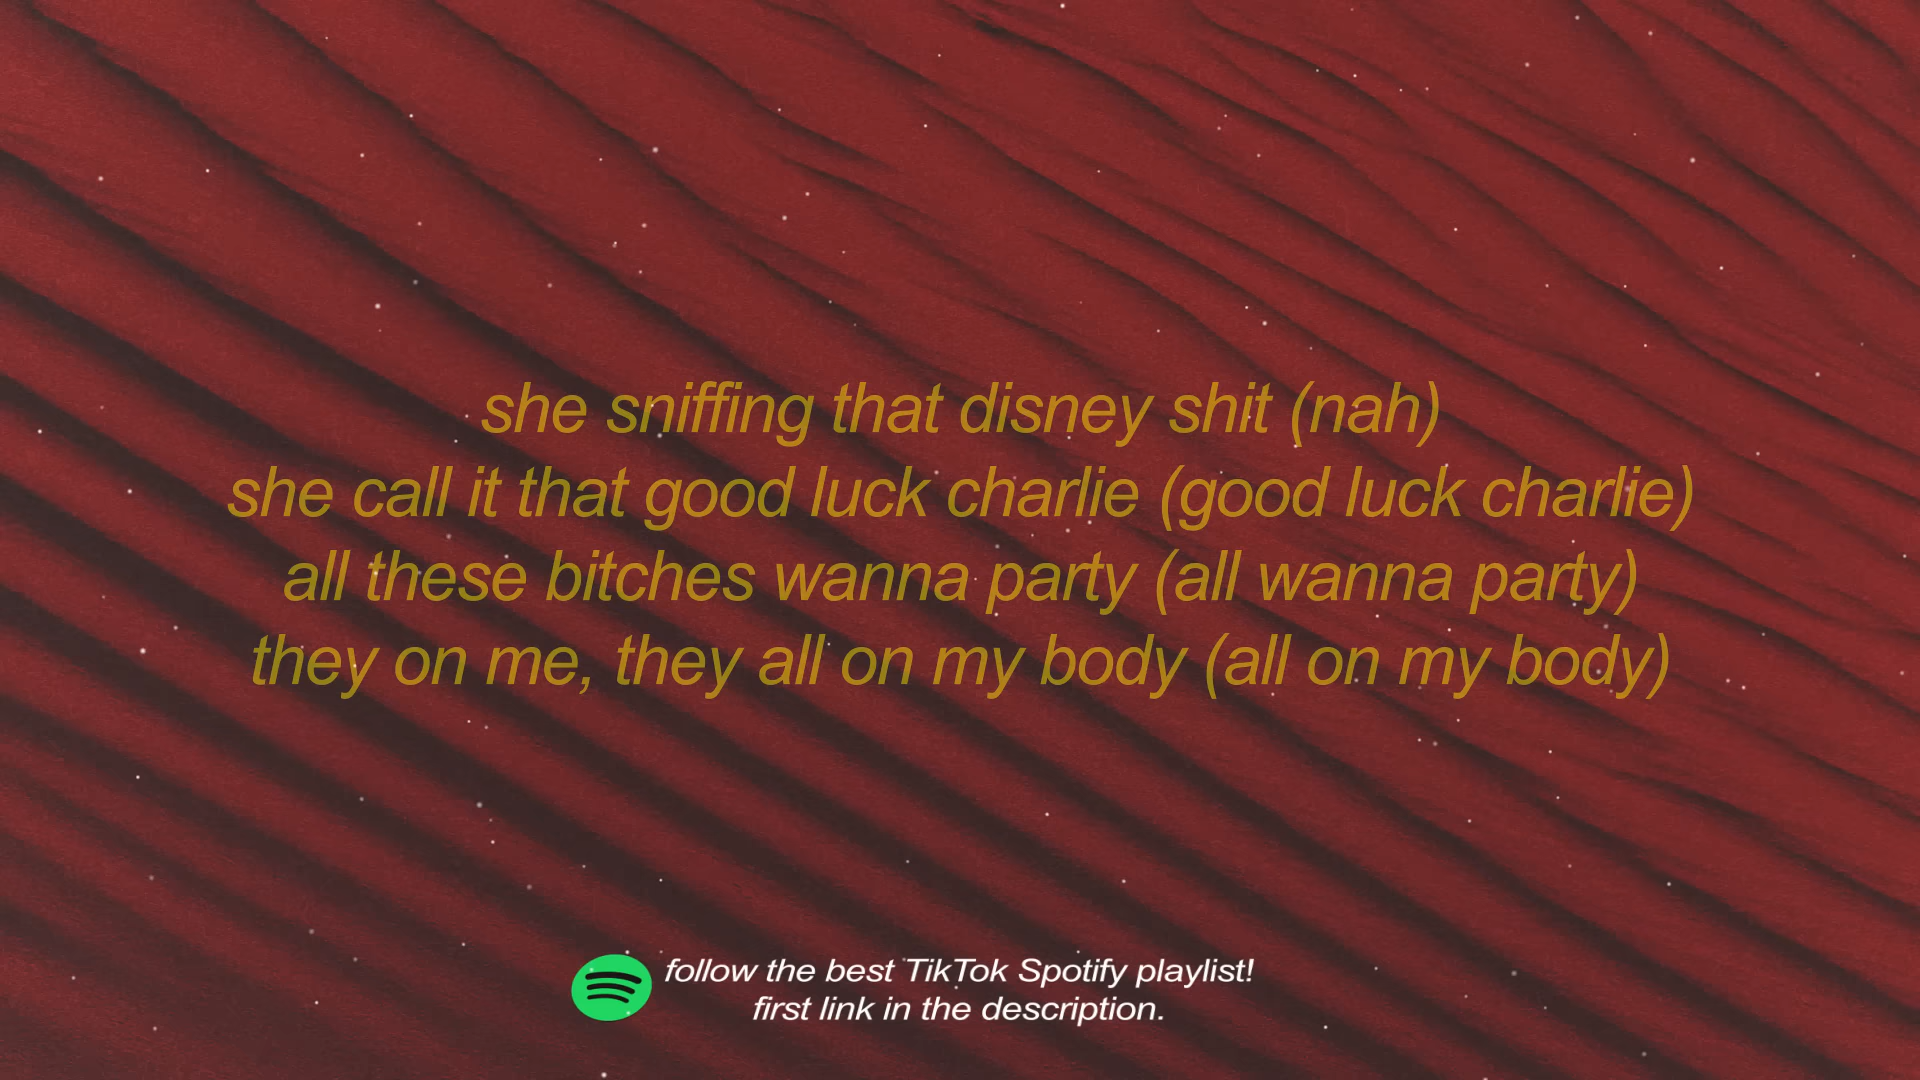 she sniffing that disney shit (nah)
she call it that good luck charlie (good luck charlie)
all these bitches wanna party (all wanna party)
they on me, they all on my body (all on my body)
follow the best TikTok Spotify playlist!
first link in the description.